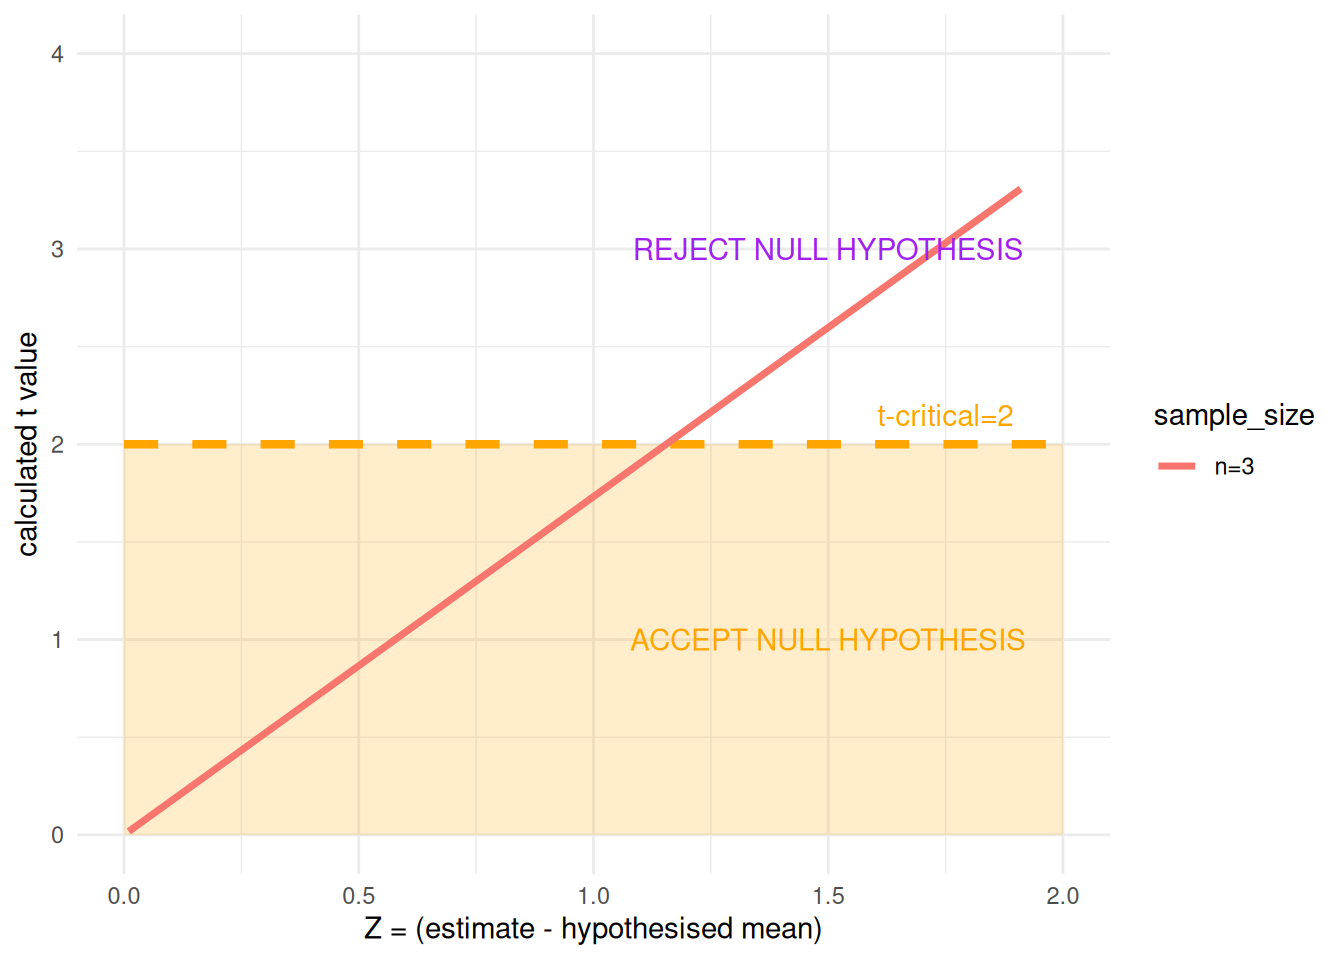 4
3
2
1
0
calculated t value
REJECT NULL HYPOTHESIS
t-critical=2
ACCEPT NULL HYPOTHESIS
0.0 0.5 1.0 1.5 2.0
Z = (estimate - hypothesised mean)
sample_size
n=3